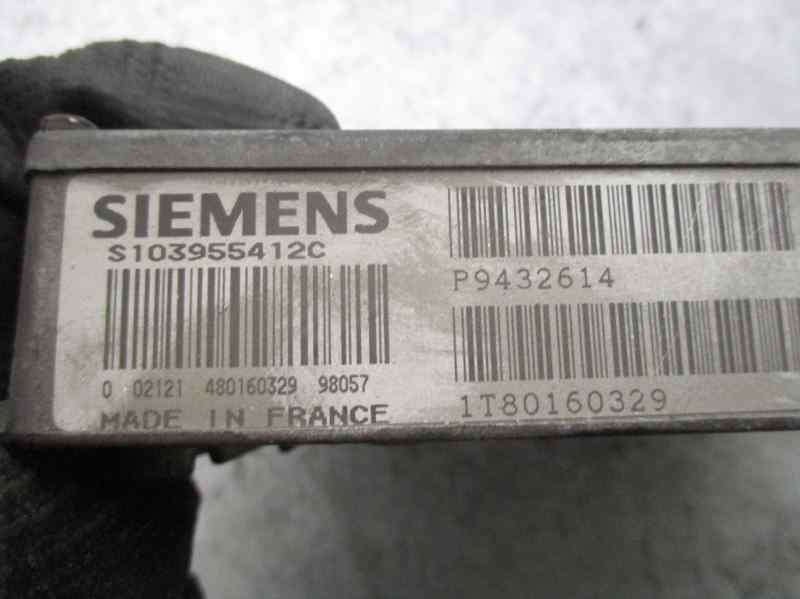 SIEMENS
S103955412C
0 02121 480160329 98057
MADE IN FRANCE
P9432614
1T80160329